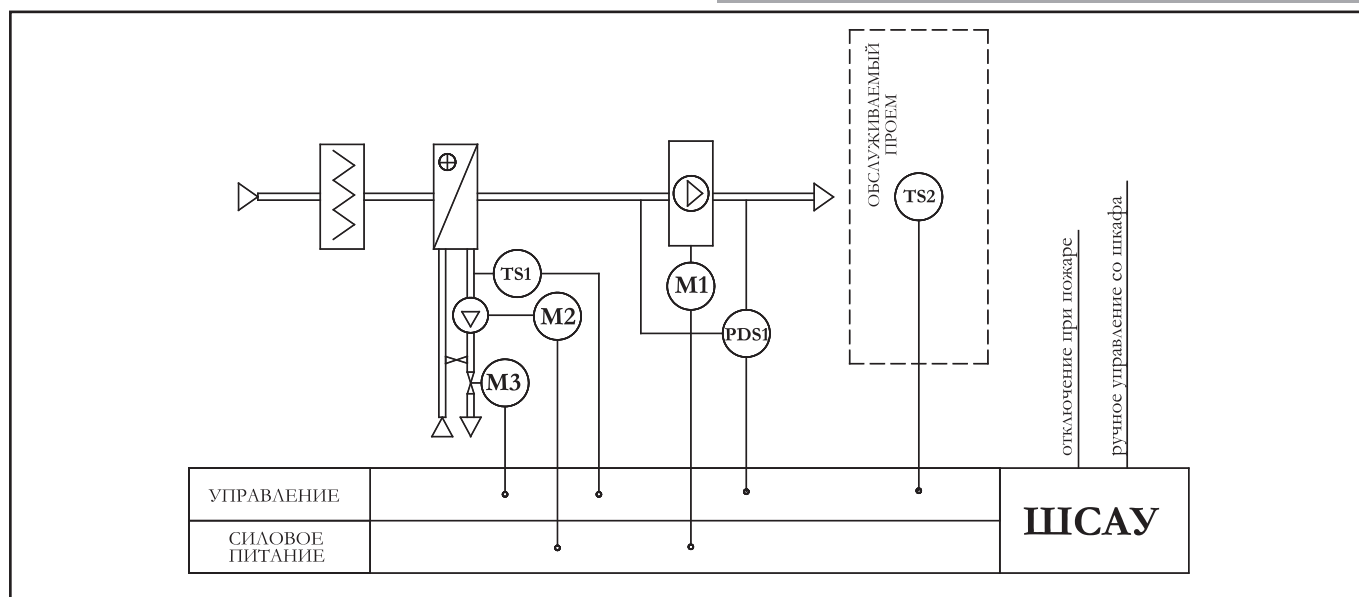 ОБСЛУЖИВАЕМЫЙ
ПРОЕМ
TS2
TS1
M1
M2
PDS1
M3
отключение при пожаре
ручное управление со шкафа
УПРАВЛЕНИЕ
СИЛОВОЕ
ПИТАНИЕ
ШСАУ